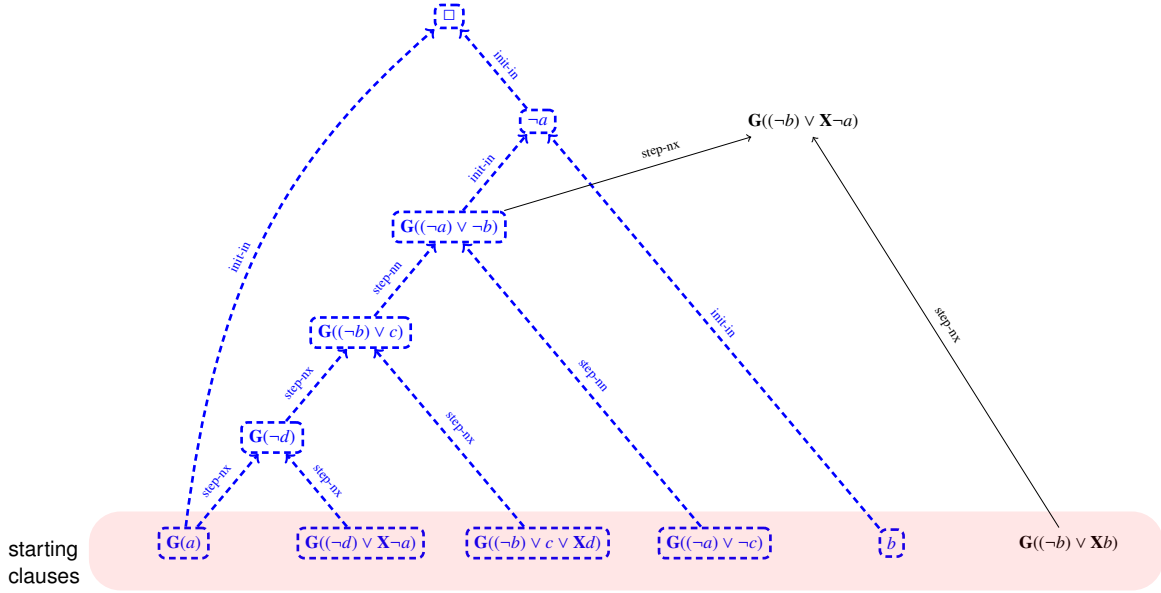 □
init-in
¬a
G((¬b) ∨ X¬a)
step-nx
init-in
G((¬a) ∨ ¬b)
init-in
step-nn
init-in
step-nx
G((¬b) ∨ c)
step-nx
step-nn
step-nx
G(¬d)
step-nx
step-nx
starting
clauses
G(a)
G((¬d) ∨ X¬a)
G((¬b) ∨ c ∨ Xd)
G((¬a) ∨ ¬c)
b
G((¬b) ∨ Xb)